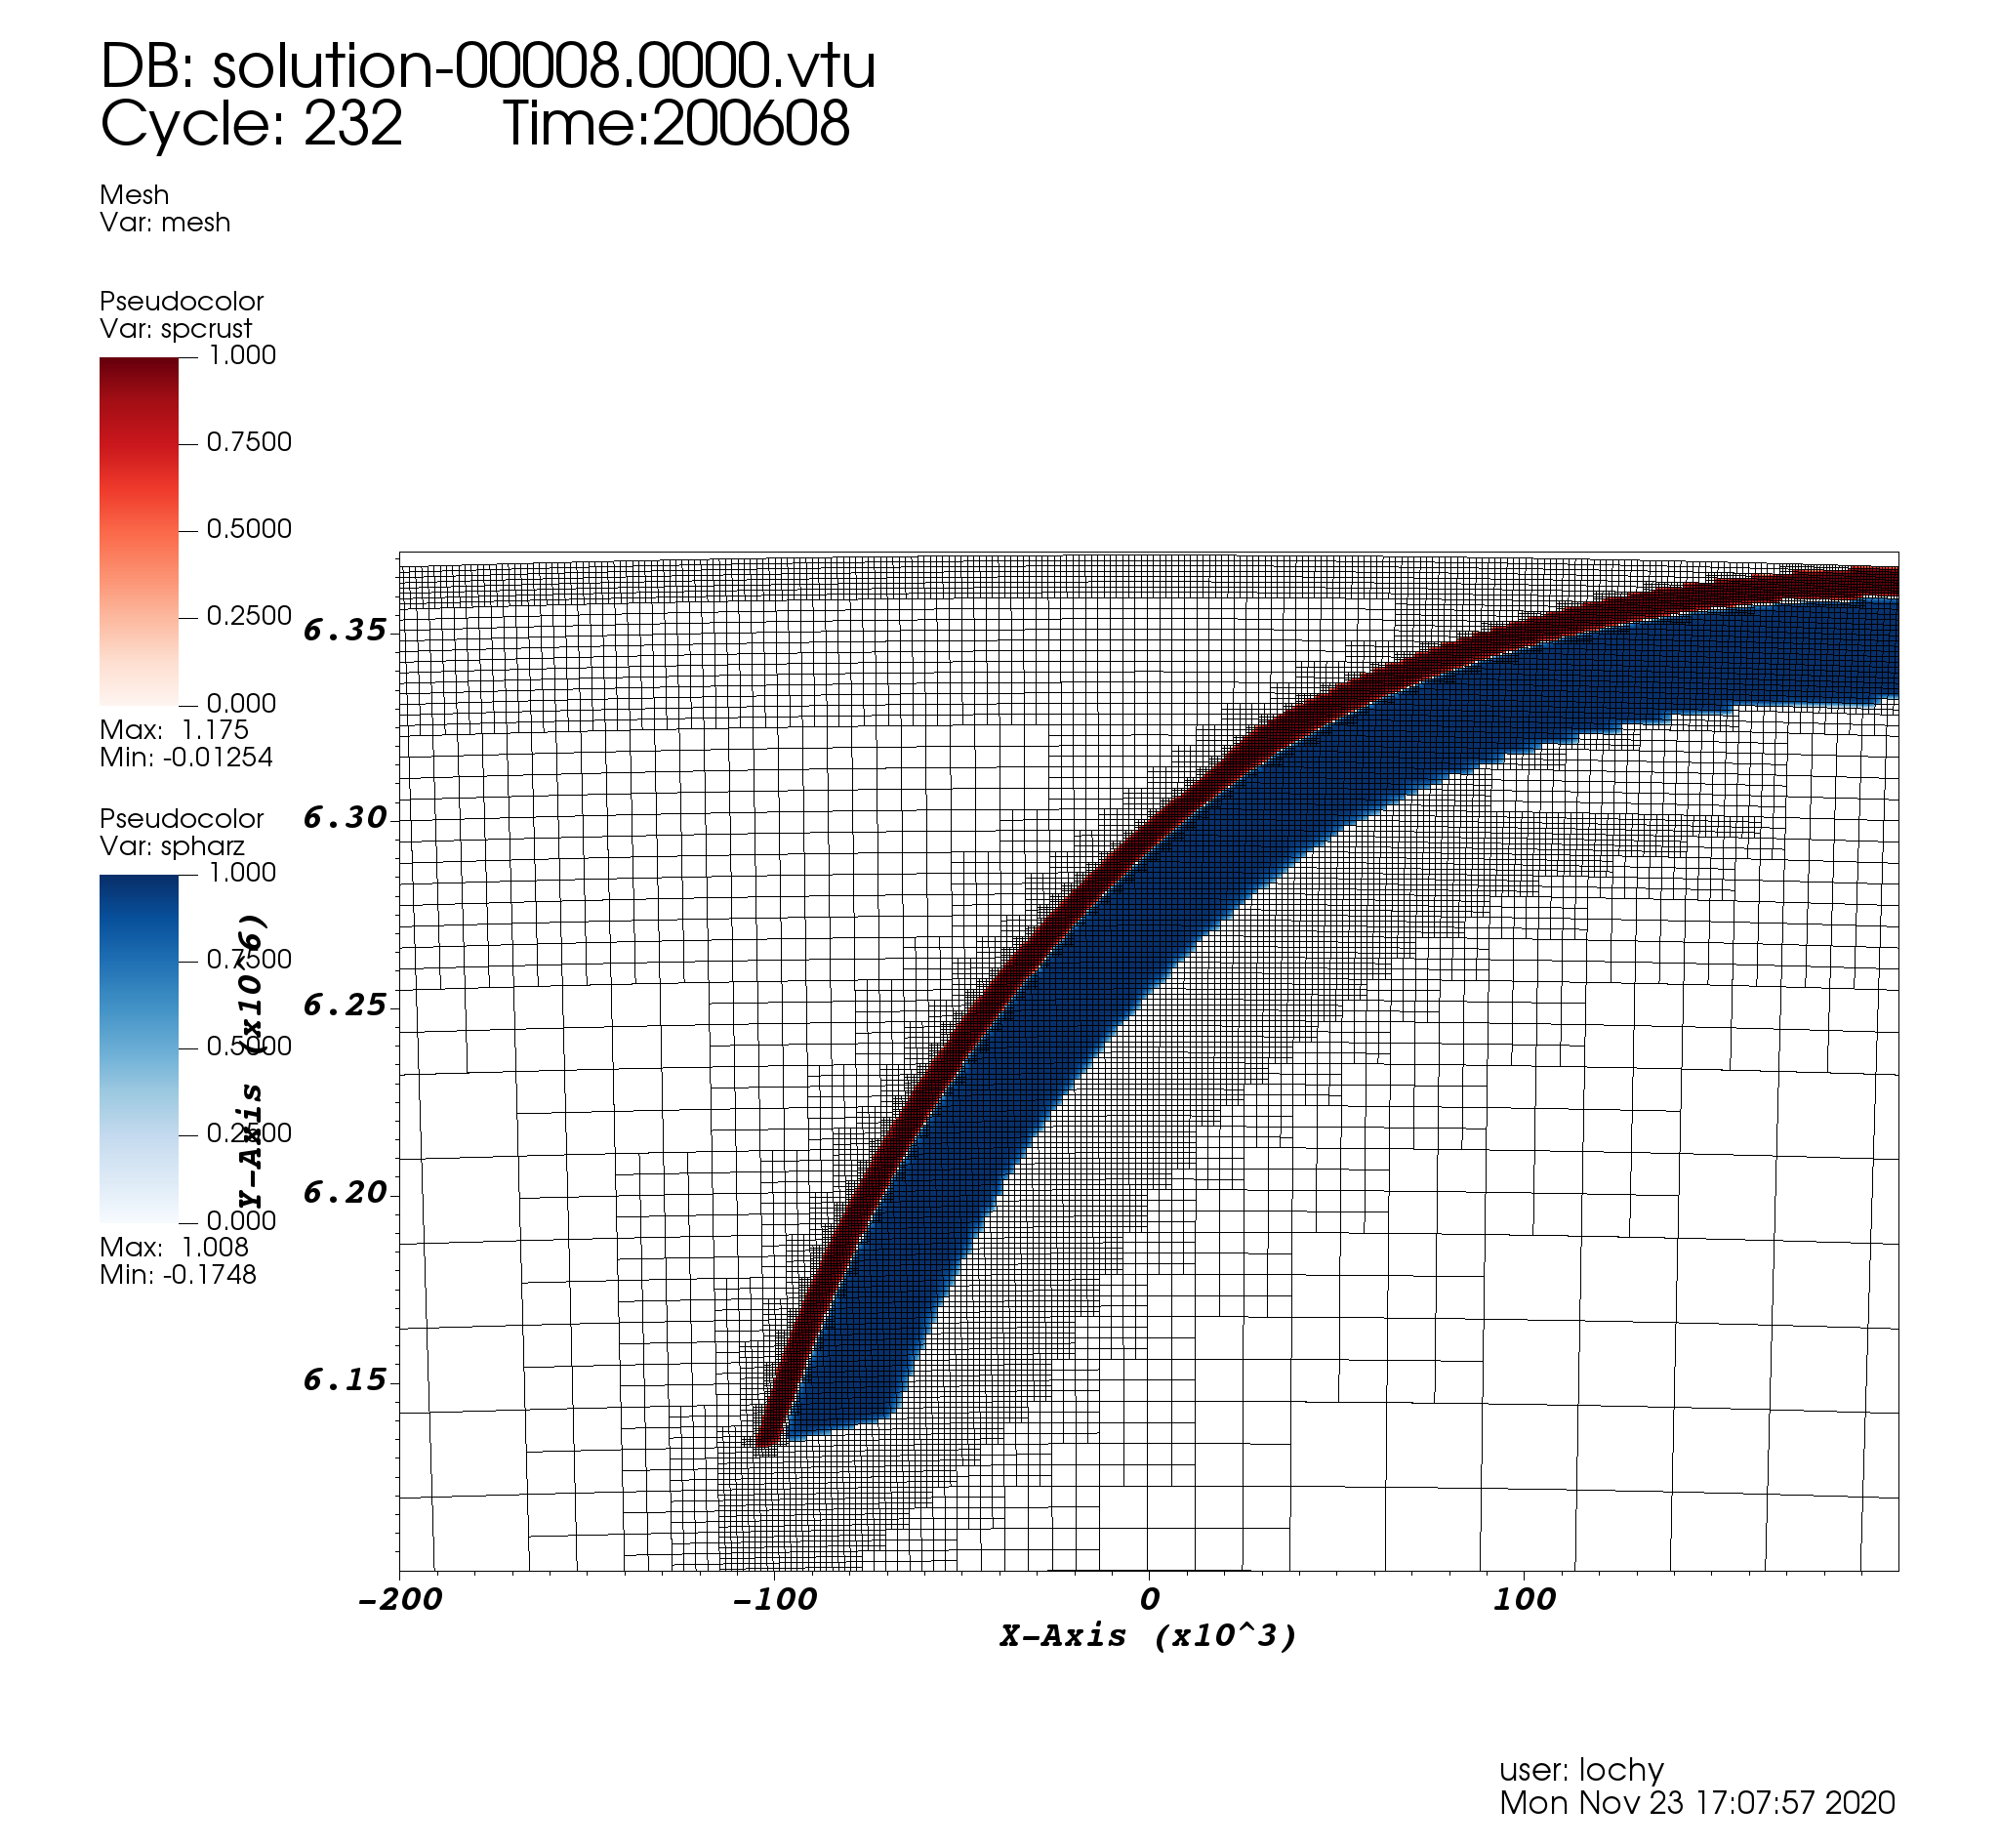 DB: solution-00008.0000.vtu
Cycle: 232 Time:200608
Mesh
Var: mesh
Pseudocolor
Var: spcrust
1.000
0.7500
0.5000
0.2500
0.000
Max: 1.175
Min: -0.01254
Pseudocolor
Var: spharz
1.000
0.7500
0.5000
0.2500
0.000
Max: 1.008
Min: -0.1748
Y-Axis (x10^6)
6.35
6.30
6.25
6.20
6.15
-200 -100 0 100
X-Axis (x10^3)
user: lochy
Mon Nov 23 17:07:57 2020